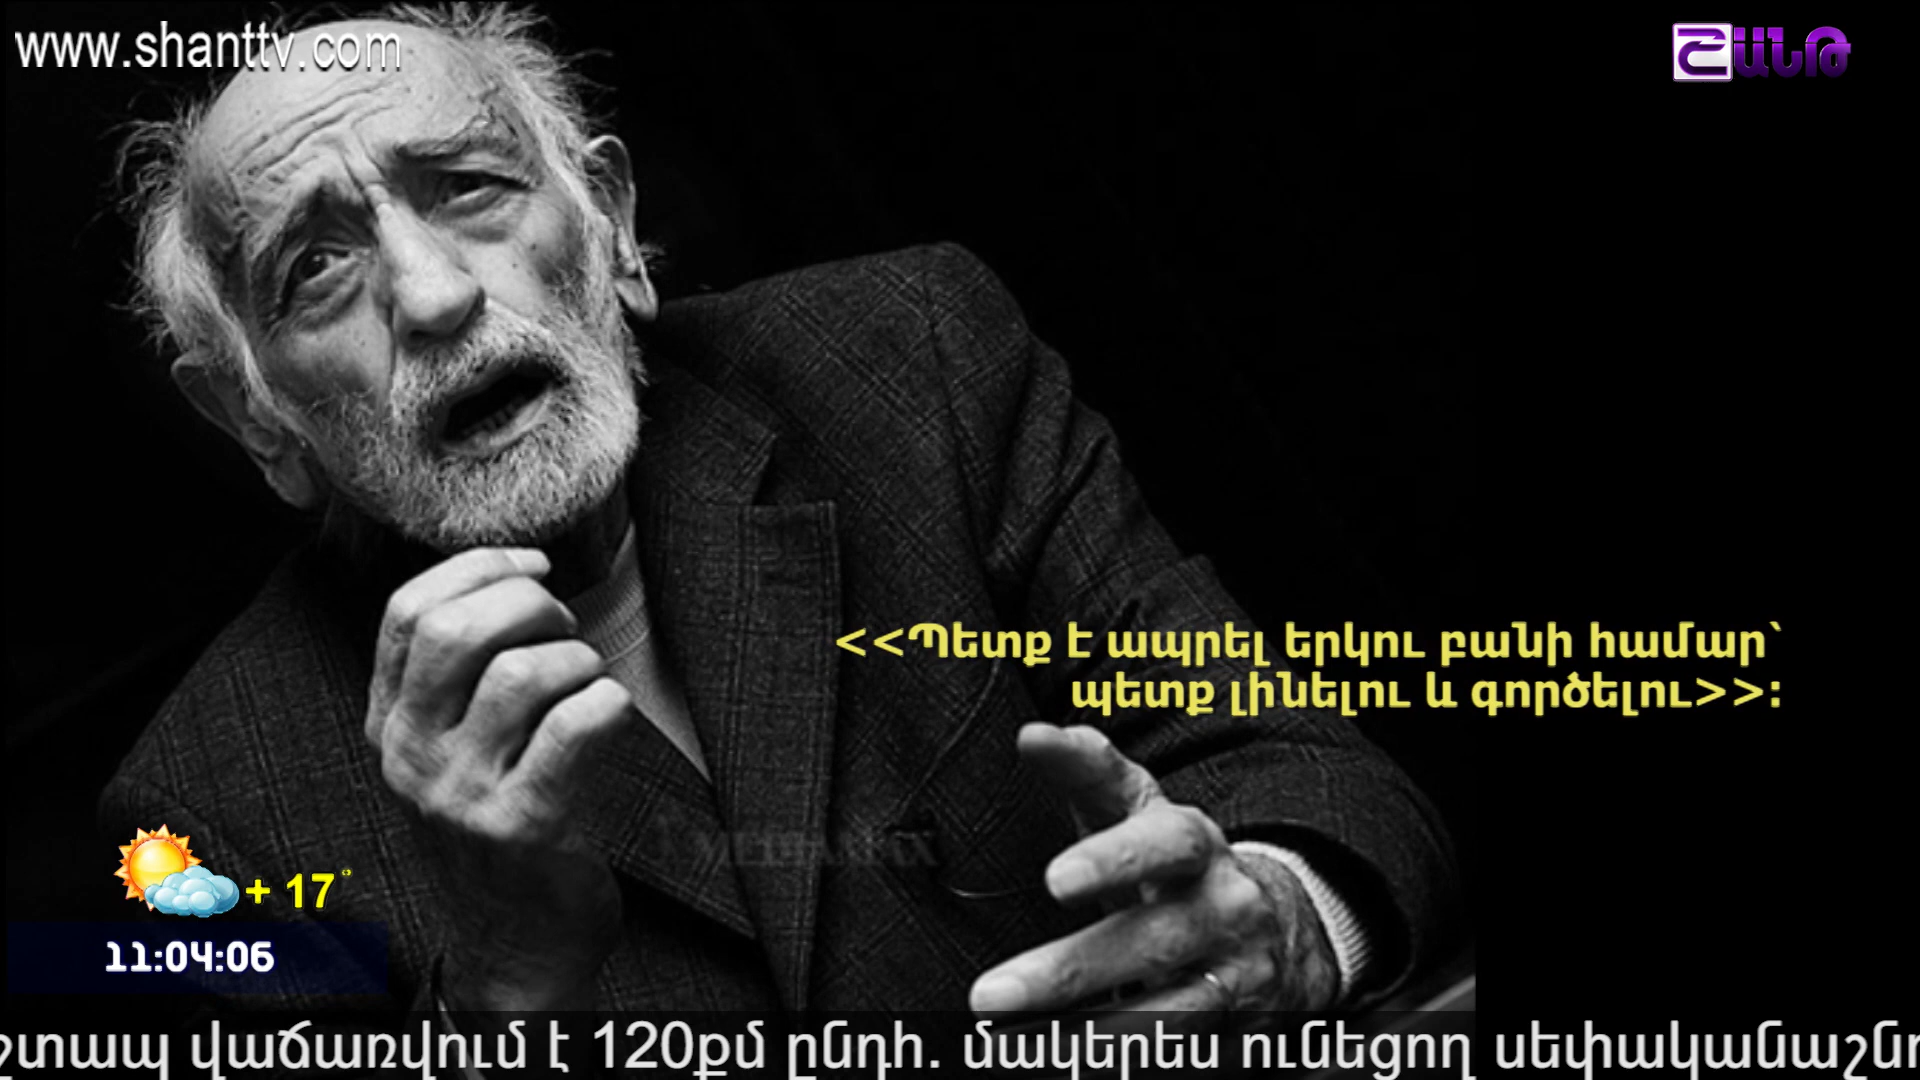 www.shanttv.com
ՇԱՆԹ
<<Պետք է ապրել երկու բանի համար՝
պետք լինելու և գործելու>>:
+ 17°
11:04:06
շտապ վաճառվում է 120քմ ընդհ. մակերես ունեցող